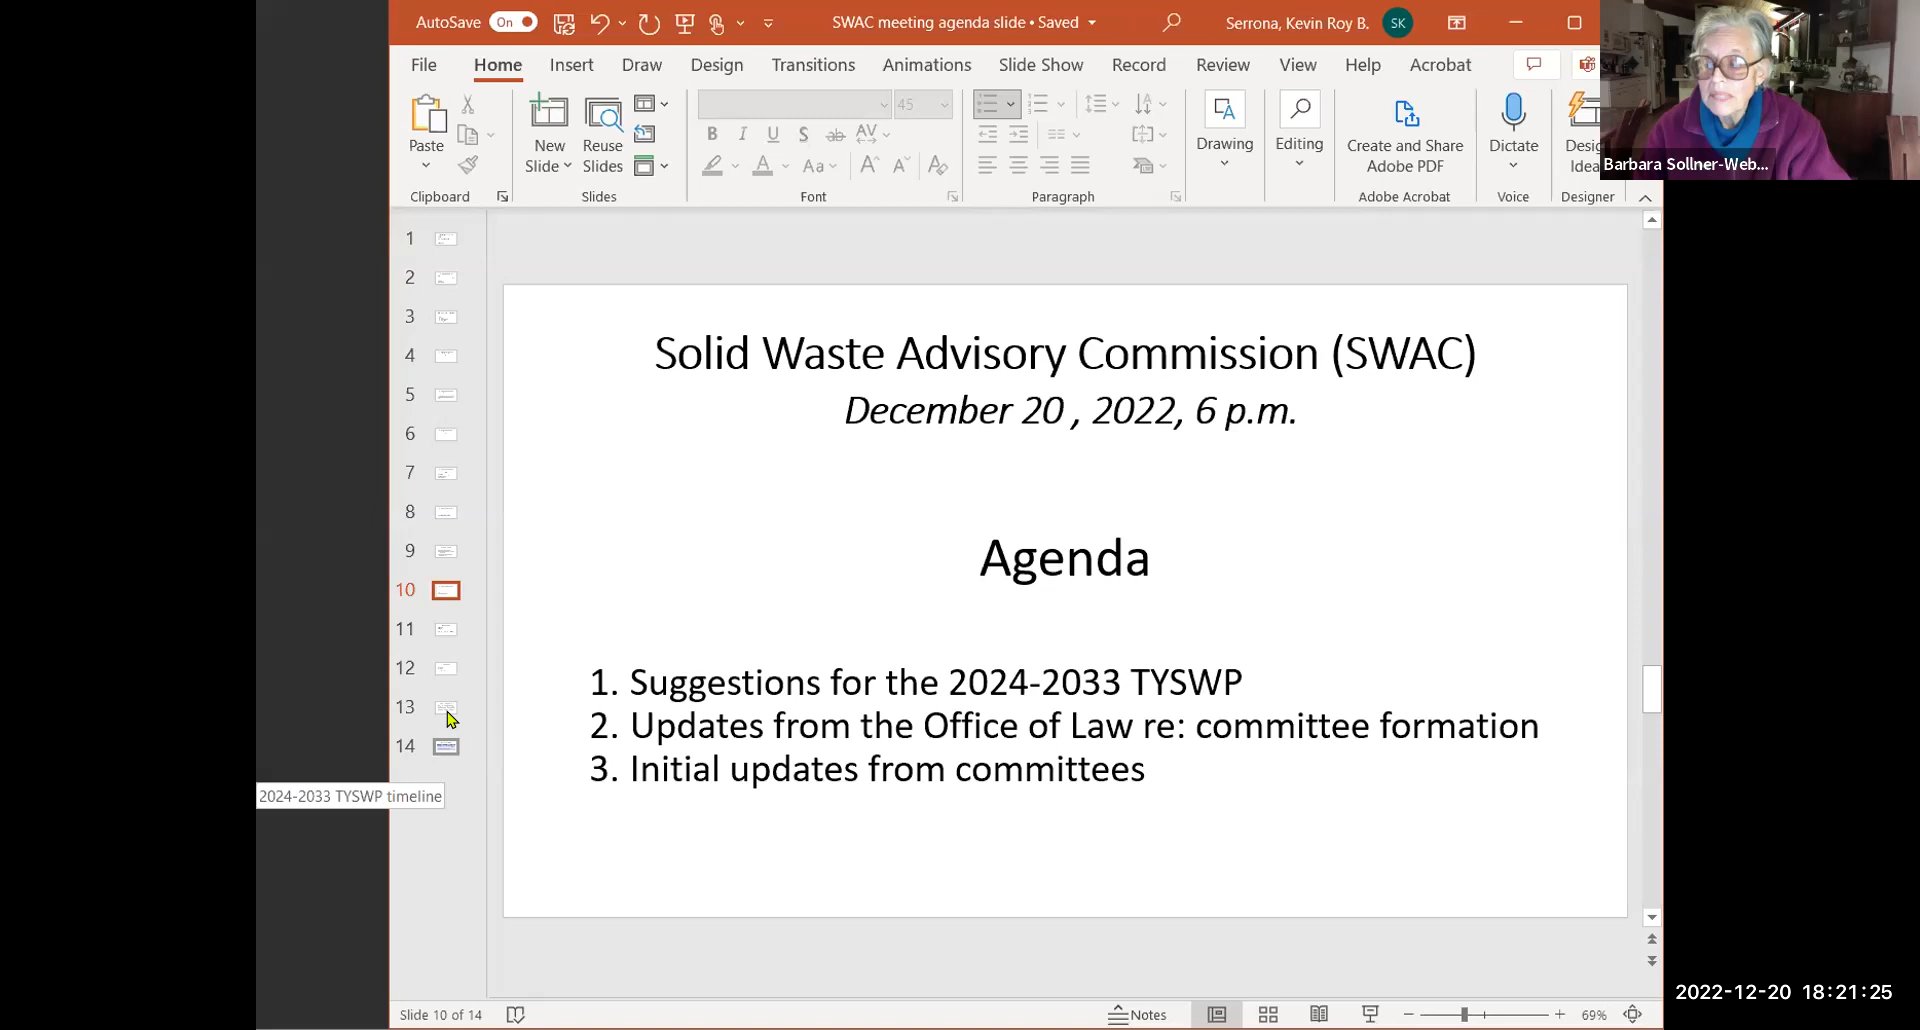 AutoSave On SWAC meeting agenda slide • Saved Serrona, Kevin Roy B. SK
File Home Insert Draw Design Transitions Animations Slide Show Record Review View Help Acrobat
Paste
New
Slide
Reuse
Slides
45
B I U S ab AV
A Aa A A A
Drawing
Editing
Create and Share
Adobe PDF
Dictate
Barbara Sollner-Web...
Clipboard Slides Font Paragraph Adobe Acrobat Voice Designer
1
2
3
4
5
6
7
8
9
10
11
12
13
14
2024-2033 TYSWP timeline
Solid Waste Advisory Commission (SWAC)
December 20 , 2022, 6 p.m.
Agenda
1. Suggestions for the 2024-2033 TYSWP
2. Updates from the Office of Law re: committee formation
3. Initial updates from committees
2022-12-20 18:21:25
Slide 10 of 14 Notes 69%